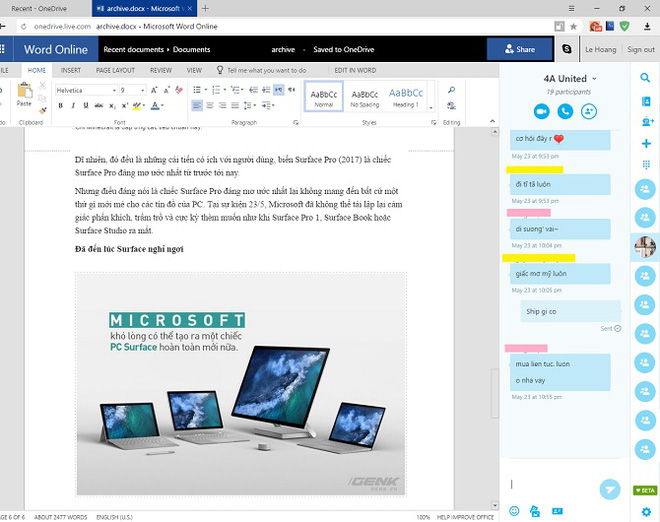 Recent - OneDrive
archive.docx - Microsoft W
onedrive.live.com archive.docx - Microsoft Word Online
Word Online
Recent documents › Documents
archive - Saved to OneDrive
Share
Le Hoang
Sign out
ILE HOME INSERT PAGE LAYOUT REVIEW VIEW Tell me what you want to do EDIT IN WORD
Paste
Helvetica 9
B I U
AaBbCc AaBbCc AaBbCc
Normal No Spacing Heading 1
Clipboard Font Paragraph Styles Editing
Dĩ nhiên, đó đều là những cải tiến có ích với người dùng, biến Surface Pro (2017) là chiếc
Surface Pro đáng mơ ước nhất từ trước tới nay.
Nhưng điều đáng nói là chiếc Surface Pro đáng mơ ước nhất lại không mang đến bất cứ một
thứ gì mới mẻ cho các tín đồ của PC. Tại sự kiện 23/5, Microsoft đã không thể tái lập lại cảm
giác phấn khích, trầm trồ và cực kỳ thèm muốn như khi Surface Pro 1, Surface Book hoặc
Surface Studio ra mắt.
Đã đến lúc Surface nghỉ ngơi
MICROSOFT
khó lòng có thể tạo ra một chiếc
PC Surface hoàn toàn mới nữa.
GENK
4A United
19 participants
cơ hội đây r
May 23 at 9:53 pm
đi tí tã luôn
May 23 at 9:53 pm
di suong' vai~
May 23 at 10:04 pm
giấc mơ mỹ luôn
May 23 at 10:05 pm
Ship gi co
Sent
mua lien tuc. luon
o nha vay
May 23 at 10:55 pm
BETA
AGE 6 OF 6 ABOUT 2477 WORDS ENGLISH (U.S.) 100% HELP IMPROVE OFFICE